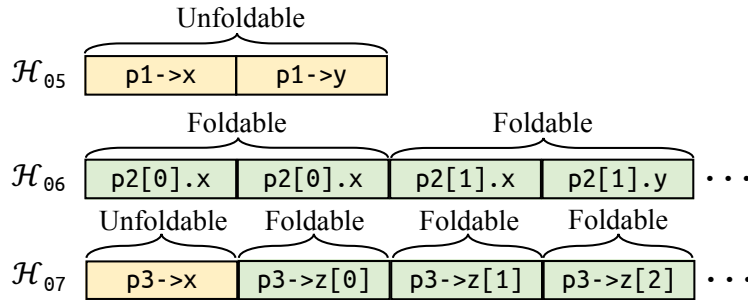 Unfoldable
ℋ05 p1->x p1->y
Foldable Foldable
ℋ06 p2[0].x p2[0].x p2[1].x p2[1].y ...
Unfoldable Foldable Foldable Foldable
ℋ07 p3->x p3->z[0] p3->z[1] p3->z[2] ...